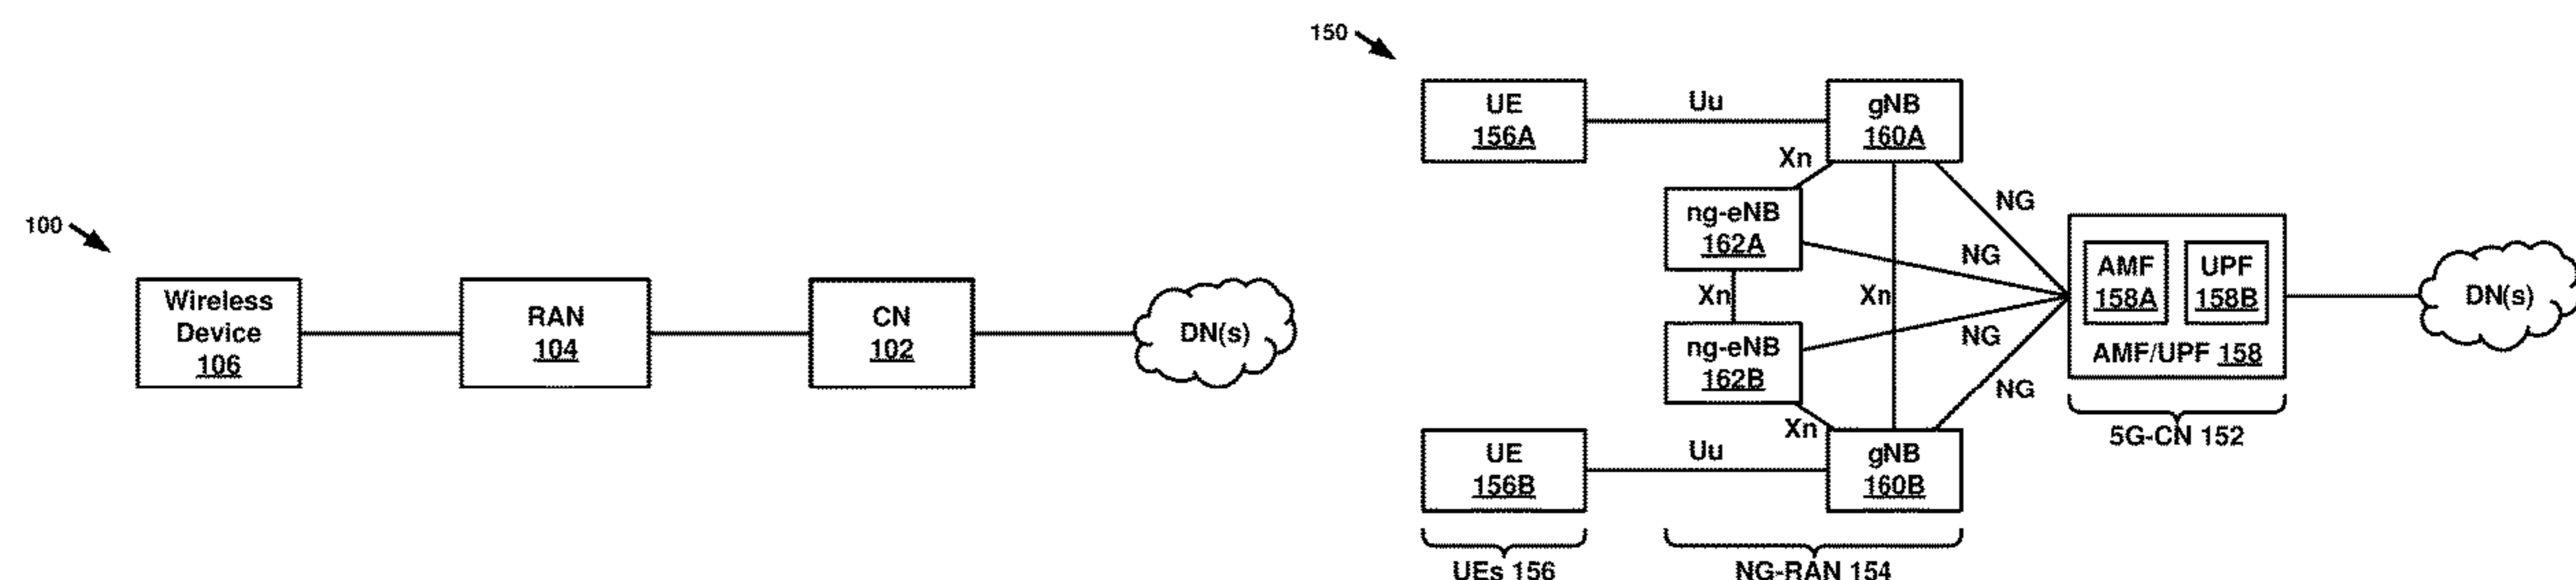 100
Wireless
Device
106
RAN
104
CN
102
DN(s)
150
UE
156A
Uu
gNB
160A
Xn
ng-eNB
162A
NG
NG
Xn
Xn
ng-eNB
162B
NG
NG
Xn
UE
156B
Uu
gNB
160B
AMF
158A
UPF
158B
AMF/UPF 158
DN(s)
5G-CN 152
UEs 156
NG-RAN 154